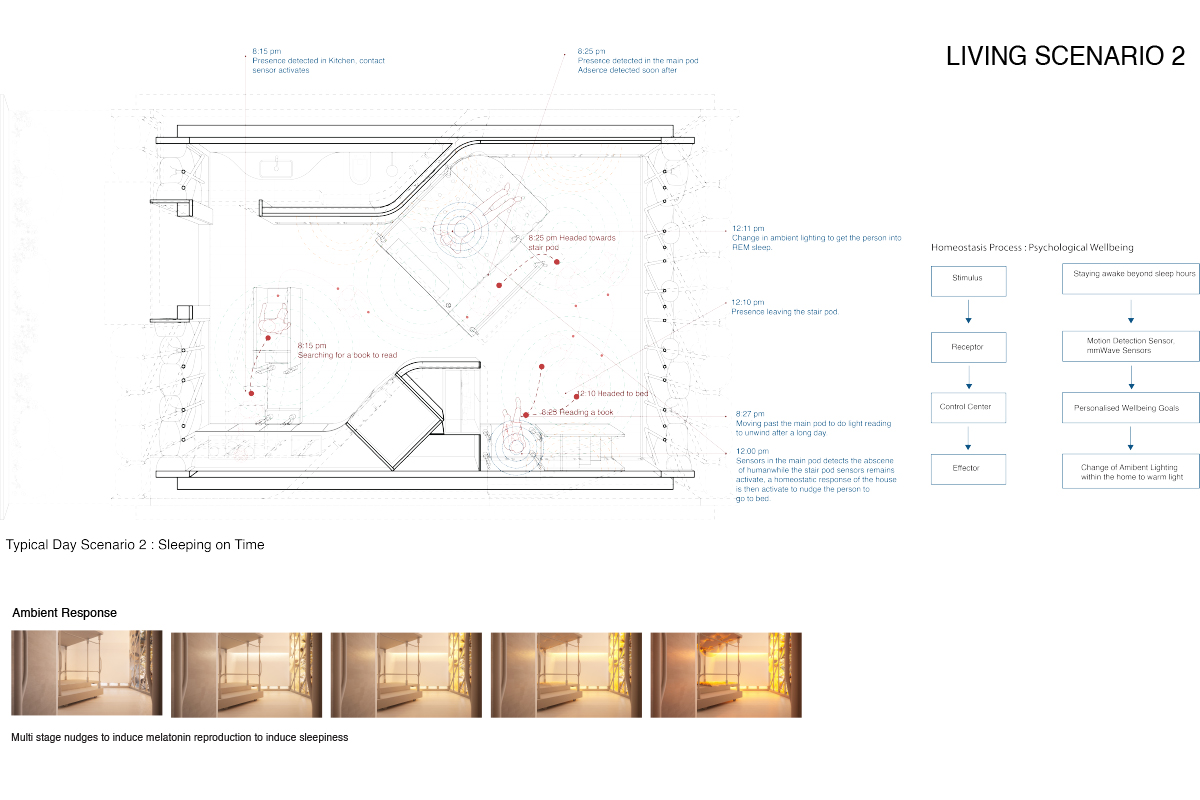 LIVING SCENARIO 2
8:15 pm
Presence detected in Kitchen, contact
sensor activates
8:25 pm
Presence detected in the main pod
Adsence detected soon after
8:25 pm Headed towards
stair pod
12:11 pm
Change in ambient lighting to get the person into
REM sleep.
12:10 pm
Presence leaving the stair pod.
8:15 pm
Searching for a book to read
12:10 Headed to bed
8:25 Reading a book
8:27 pm
Moving past the main pod to do light reading
to unwind after a long day.
12:00 pm
Sensors in the main pod detects the abscene
of humanwhile the stair pod sensors remains
activate, a homeostatic response of the house
is then activate to nudge the person to
go to bed.
Homeostasis Process : Psychological Wellbeing
Stimulus
Staying awake beyond sleep hours
Receptor
Motion Detection Sensor,
mmWave Sensors
Control Center
Personalised Wellbeing Goals
Effector
Change of Amibent Lighting
within the home to warm light
Typical Day Scenario 2 : Sleeping on Time
Ambient Response
Multi stage nudges to induce melatonin reproduction to induce sleepiness